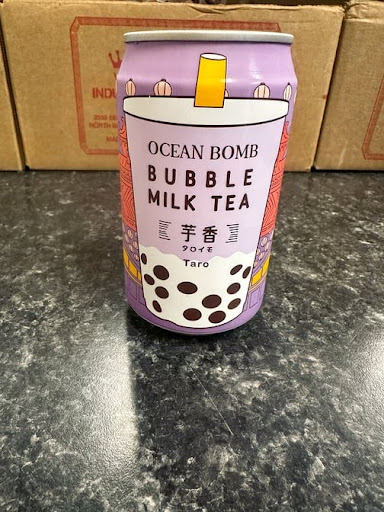 OCEAN BOMB
BUBBLE
MILK TEA
芋香
タロイモ
Taro